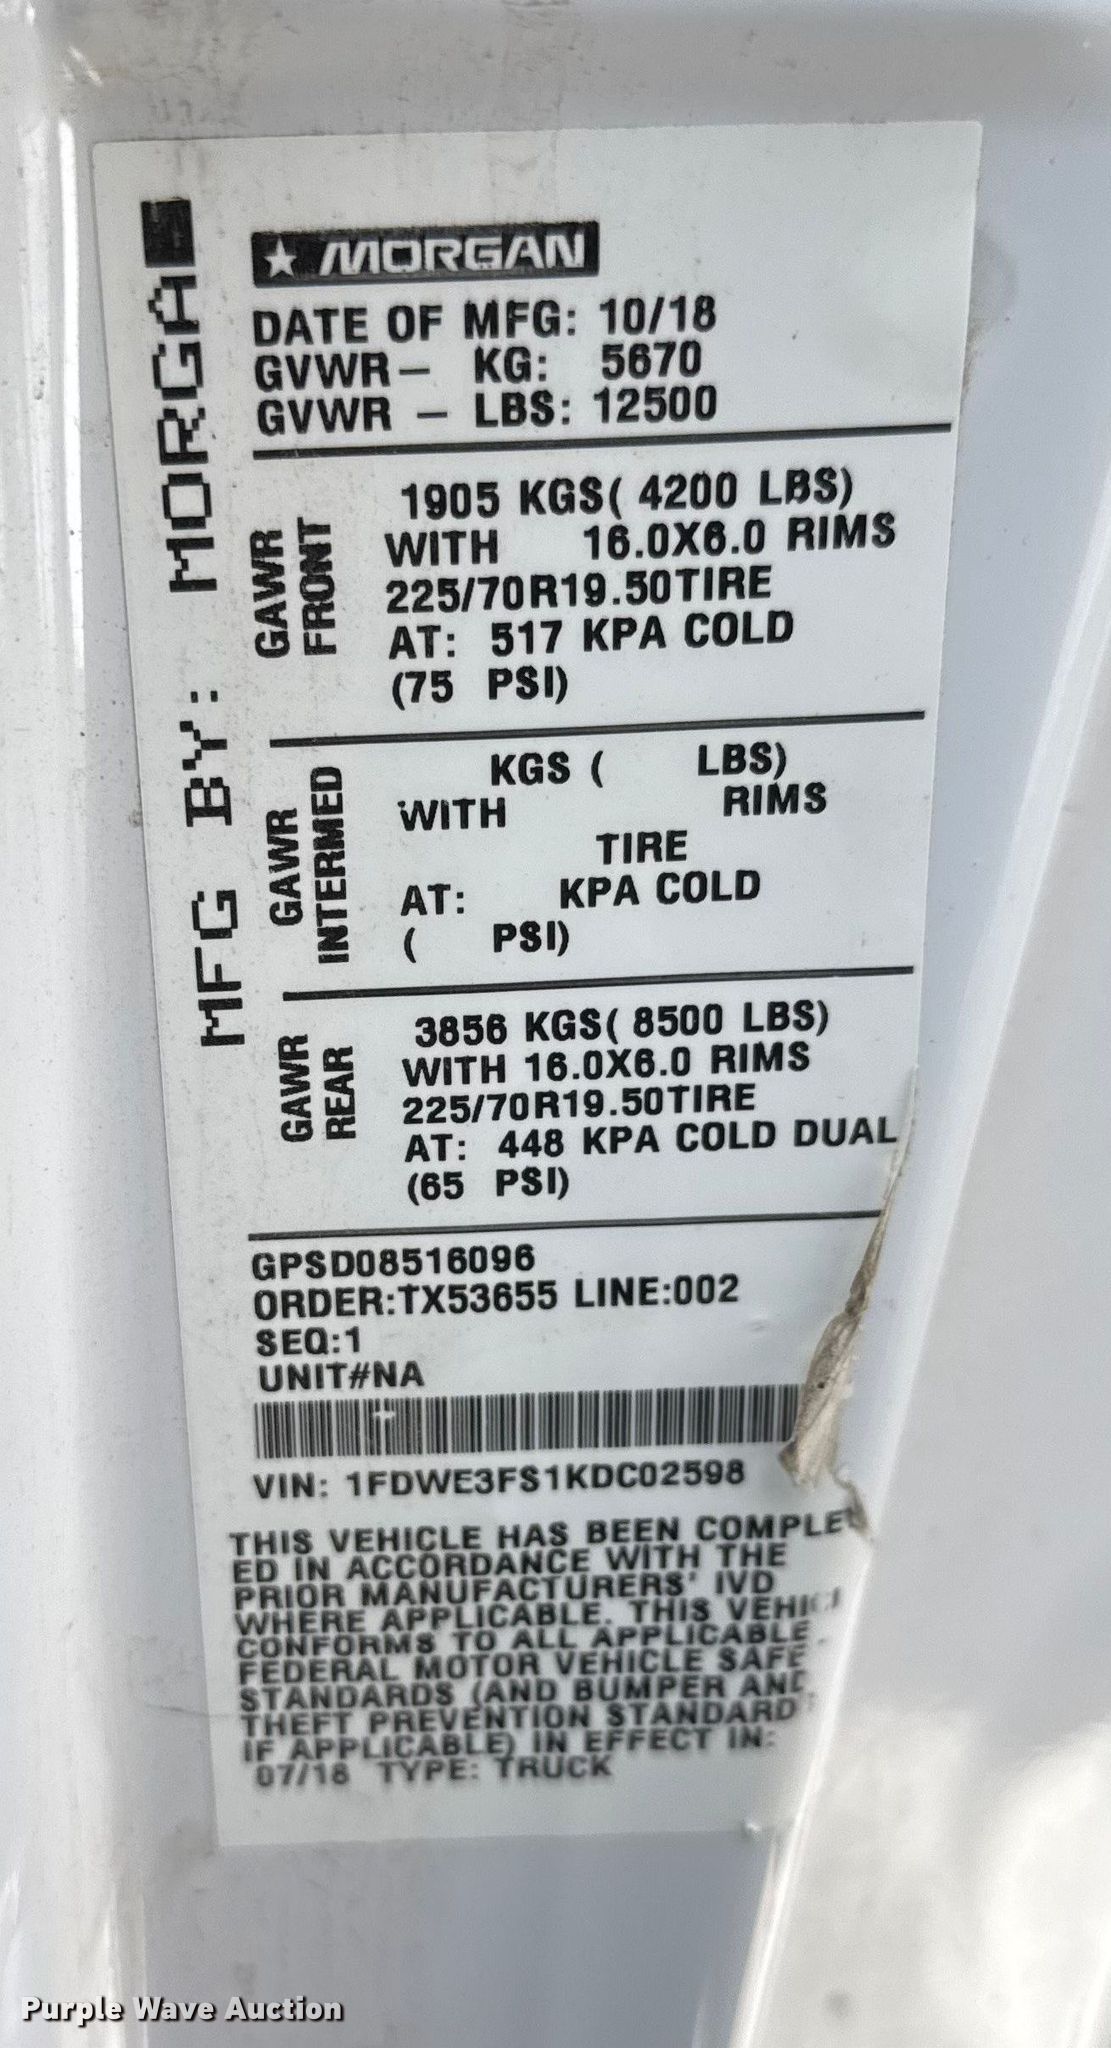 MFG BY: MORGA
MORGAN
DATE OF MFG: 10/18
GVWR- KG: 5670
GVWR - LBS: 12500
GAWR FRONT
1905 KGS( 4200 LBS)
WITH 16.0X6.0 RIMS
225/70R19.50TIRE
AT: 517 KPA COLD
(75 PSI)
GAWR INTERMED
KGS ( LBS)
WITH RIMS
TIRE
AT: KPA COLD
( PSI)
GAWR REAR
3856 KGS( 8500 LBS)
WITH 16.0X6.0 RIMS
225/70R19.50TIRE
AT: 448 KPA COLD DUAL
(65 PSI)
GPSD08516096
ORDER:TX53655 LINE:002
SEQ:1
UNIT#NA
VIN: 1FDWE3FS1KDC02598
THIS VEHICLE HAS BEEN COMPLE
ED IN ACCORDANCE WITH THE
PRIOR MANUFACTURERS' IVD
WHERE APPLICABLE. THIS VEHI
CONFORMS TO ALL APPLICABLE
FEDERAL MOTOR VEHICLE SAFE
STANDARDS (AND BUMPER AND
THEFT PREVENTION STANDARD
IF APPLICABLE) IN EFFECT IN:
07/18 TYPE: TRUCK
Purple Wave Auction